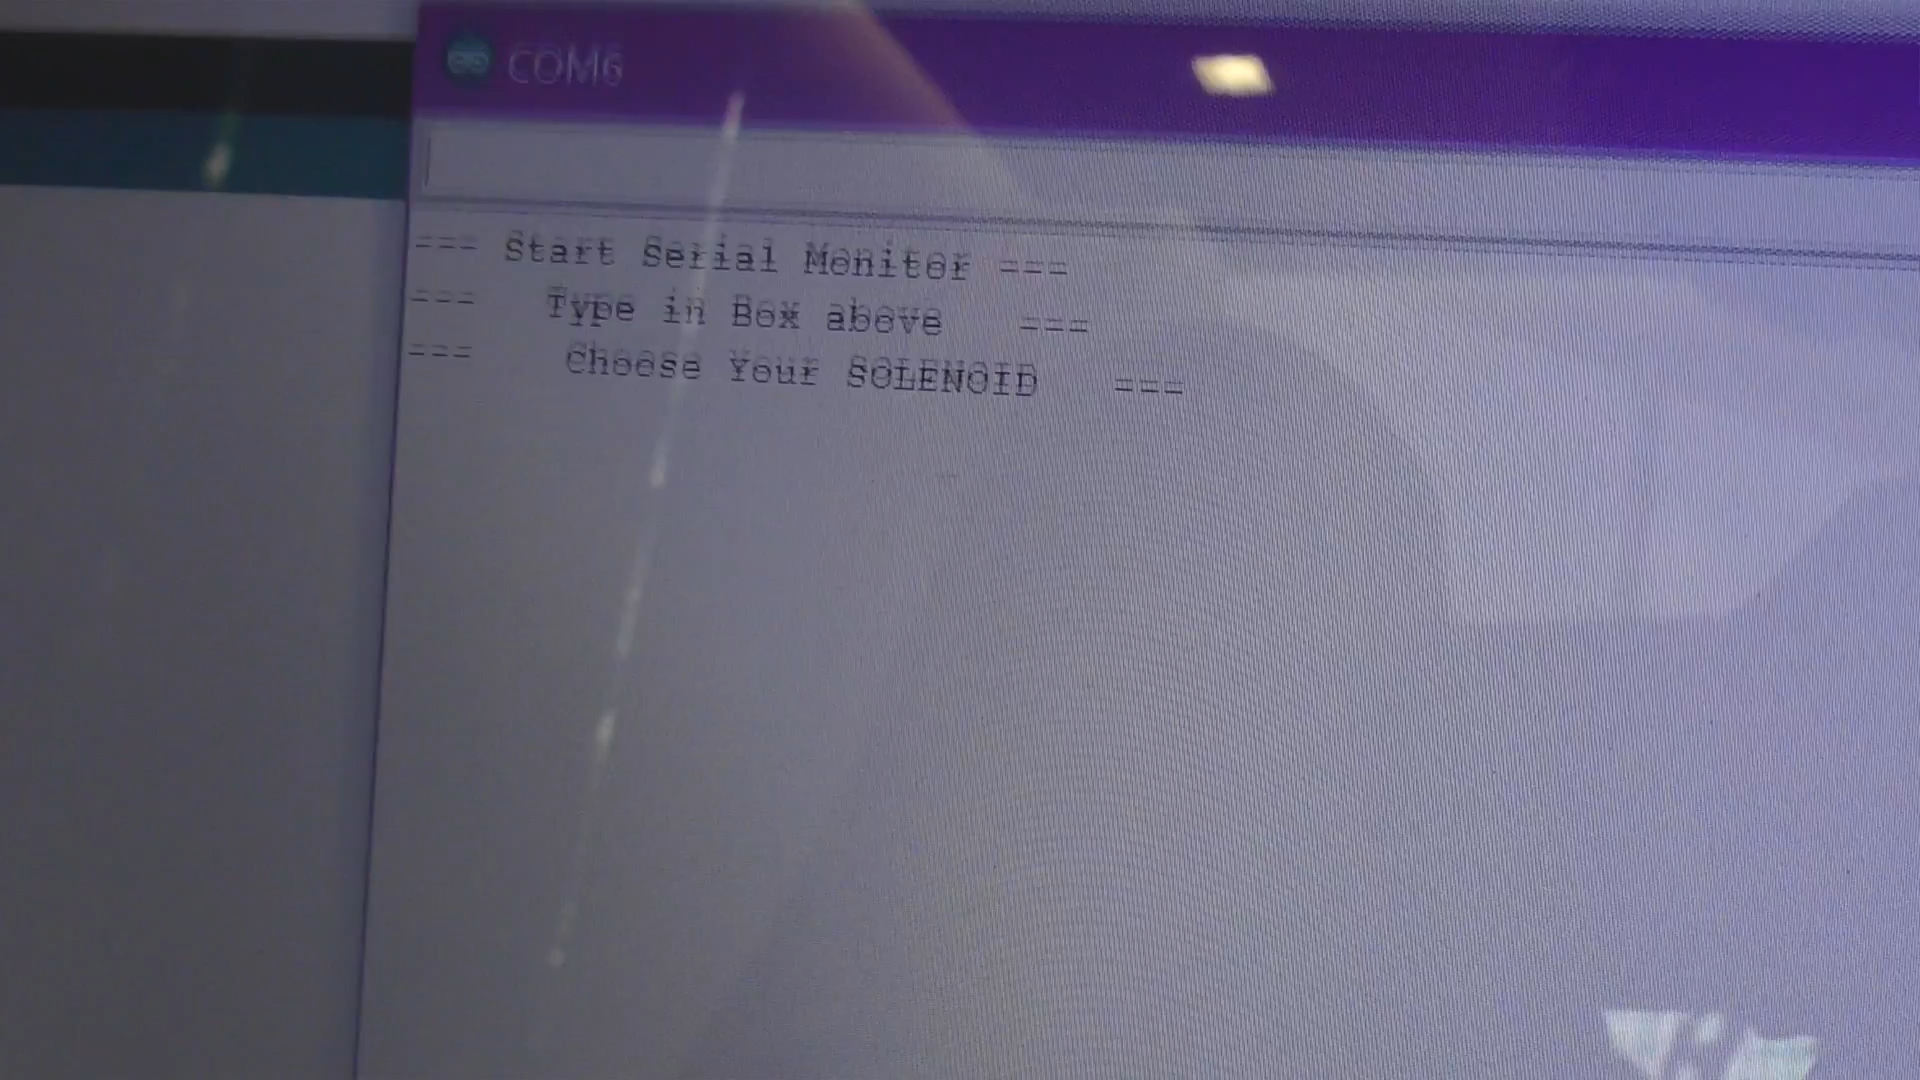 COM6
=== Start Serial Monitor ===
=== Type in Box above ===
=== Choose Your SOLENOID ===